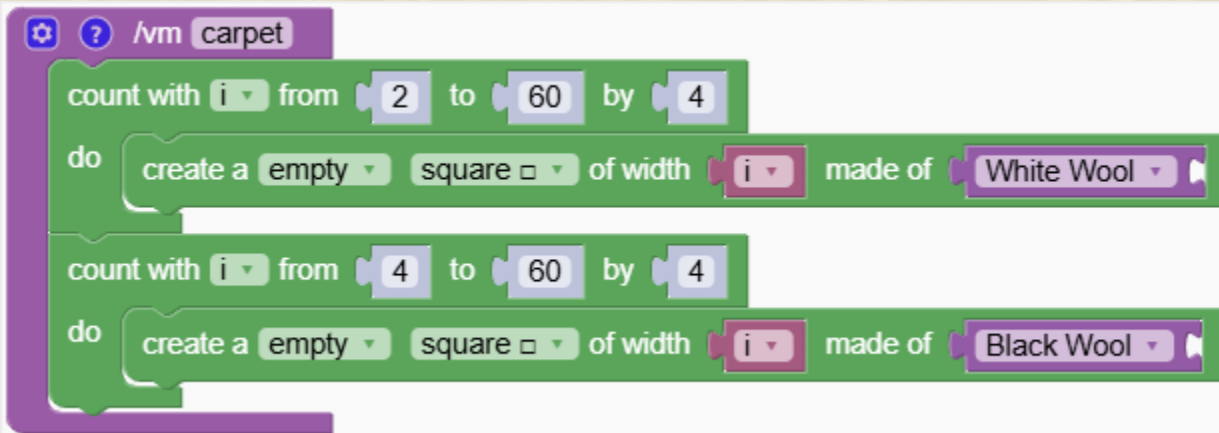 ? /vm carpet
count with i from 2 to 60 by 4
do create a empty square □ of width i made of White Wool
count with i from 4 to 60 by 4
do create a empty square □ of width i made of Black Wool